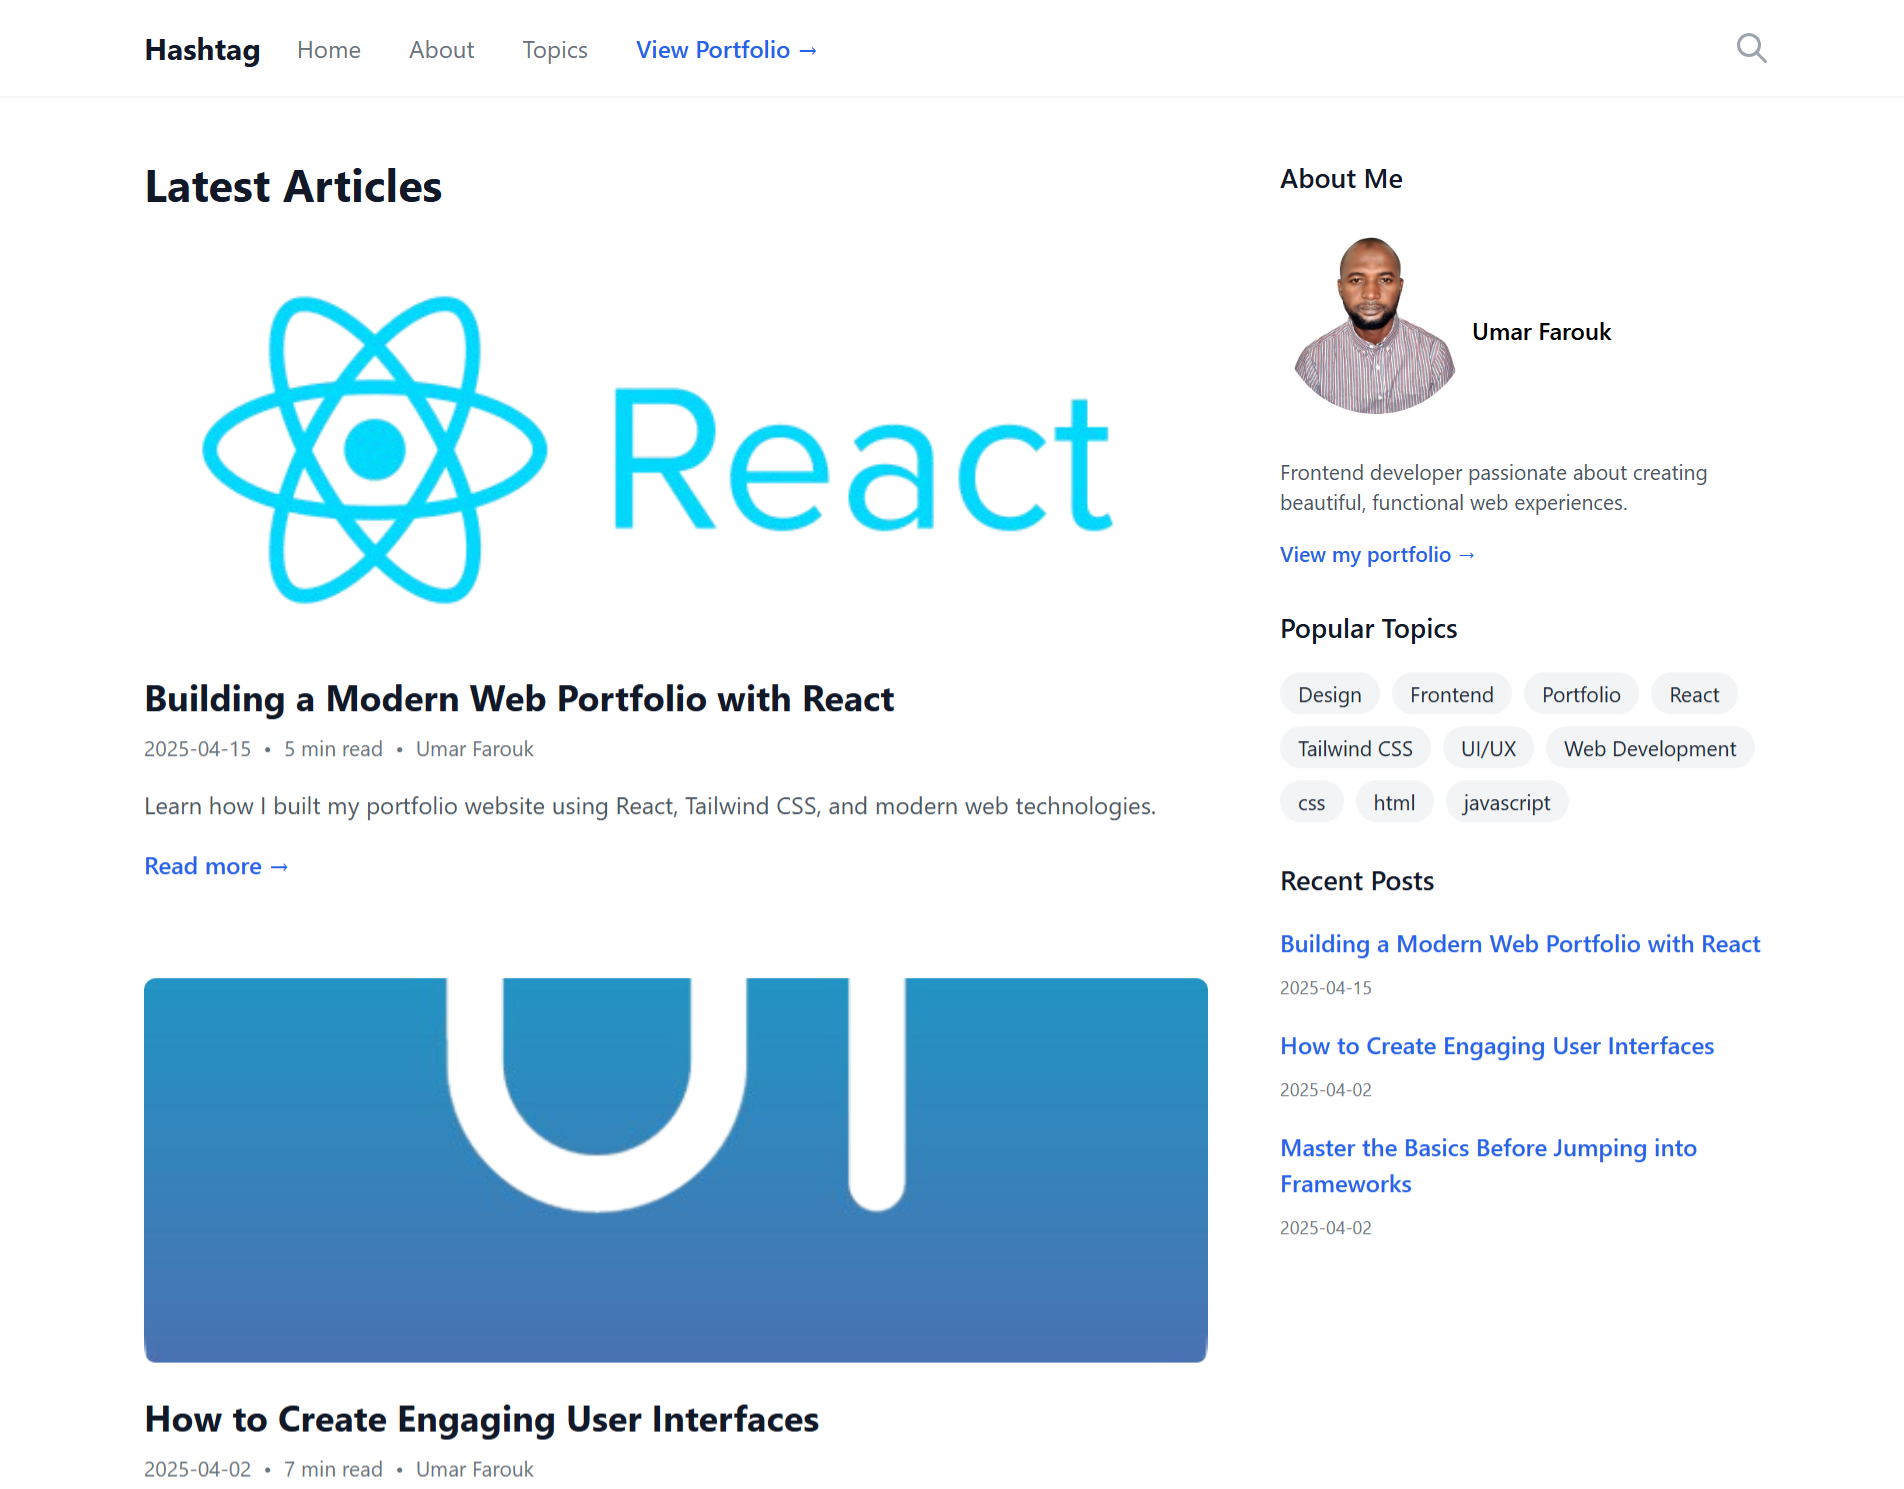 Hashtag Home About Topics View Portfolio →
Latest Articles
React
Building a Modern Web Portfolio with React
2025-04-15 • 5 min read • Umar Farouk
Learn how I built my portfolio website using React, Tailwind CSS, and modern web technologies.
Read more →
UI
How to Create Engaging User Interfaces
2025-04-02 • 7 min read • Umar Farouk
About Me
Umar Farouk
Frontend developer passionate about creating
beautiful, functional web experiences.
View my portfolio →
Popular Topics
Design Frontend Portfolio React
Tailwind CSS UI/UX Web Development
css html javascript
Recent Posts
Building a Modern Web Portfolio with React
2025-04-15
How to Create Engaging User Interfaces
2025-04-02
Master the Basics Before Jumping into
Frameworks
2025-04-02